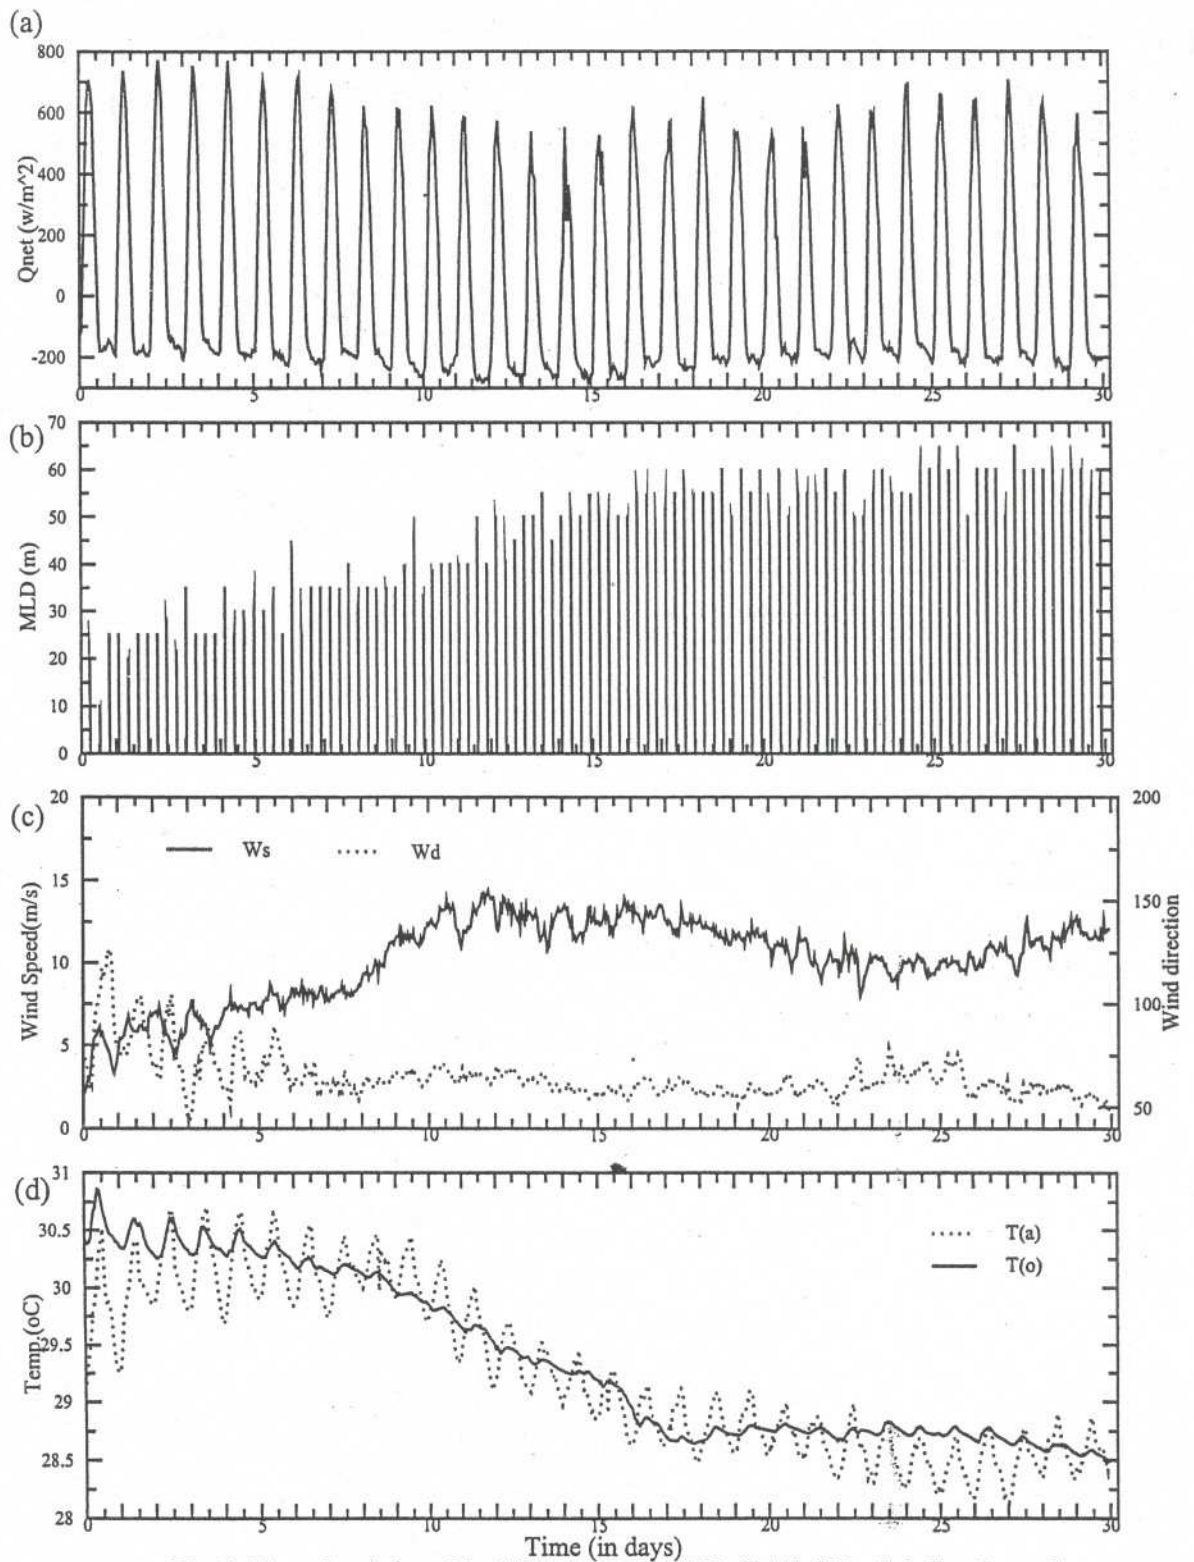 (a)
800
600
400
200
0
-200
Qnet (w/m^2)
0 5 10 15 20 25 30
(b)
70
60
50
40
30
20
10
0
MLD (m)
0 5 10 15 20 25 30
(c)
20
15
10
5
0
Wind Speed(m/s)
Ws Wd
200
150
100
50
Wind direction
0 5 10 15 20 25 30
(d)
31
30.5
30
29.5
29
28.5
28
Temp.(oC)
T(a)
T(o)
0 5 10 15 20 25 30
Time (in days)